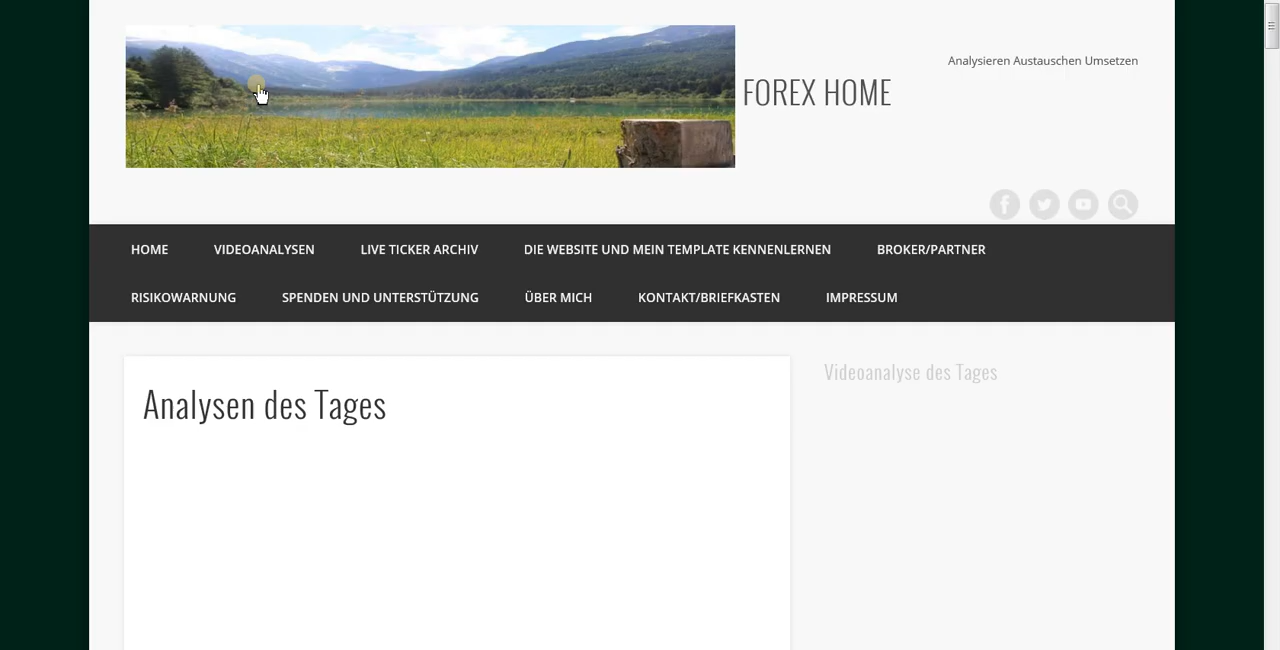 Analysieren Austauschen Umsetzen
FOREX HOME
HOME VIDEOANALYSEN LIVE TICKER ARCHIV DIE WEBSITE UND MEIN TEMPLATE KENNENLERNEN BROKER/PARTNER
RISIKOWARNUNG SPENDEN UND UNTERSTÜTZUNG ÜBER MICH KONTAKT/BRIEFKASTEN IMPRESSUM
Videoanalyse des Tages
Analysen des Tages